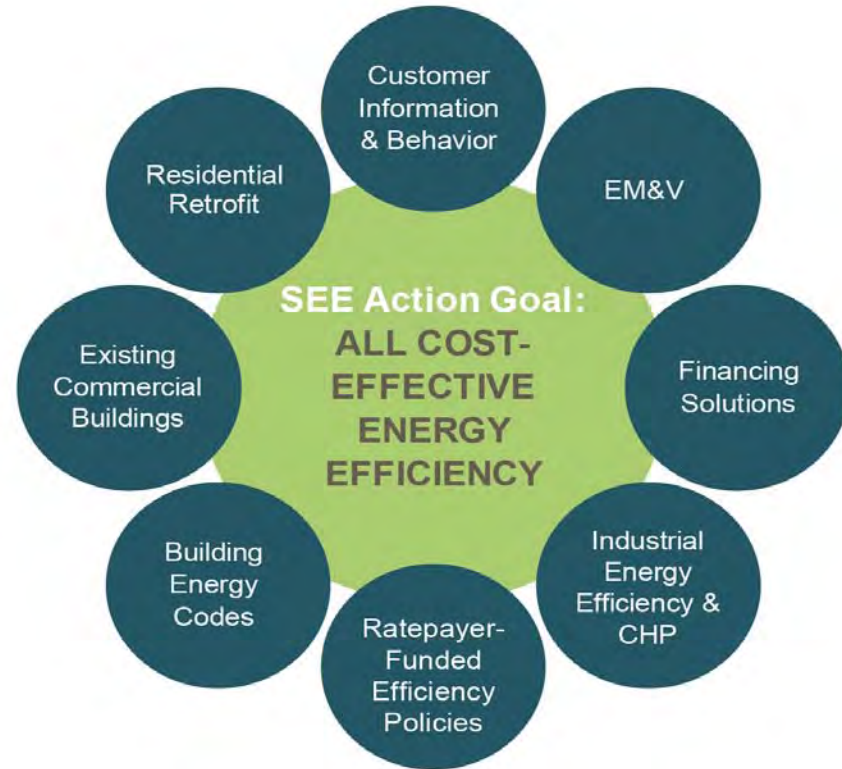 Customer
Information
& Behavior
EM&V
Financing
Solutions
Industrial
Energy
Efficiency &
CHP
Ratepayer-
Funded
Efficiency
Policies
Building
Energy
Codes
Existing
Commercial
Buildings
Residential
Retrofit
SEE Action Goal:
ALL COST-
EFFECTIVE
ENERGY
EFFICIENCY